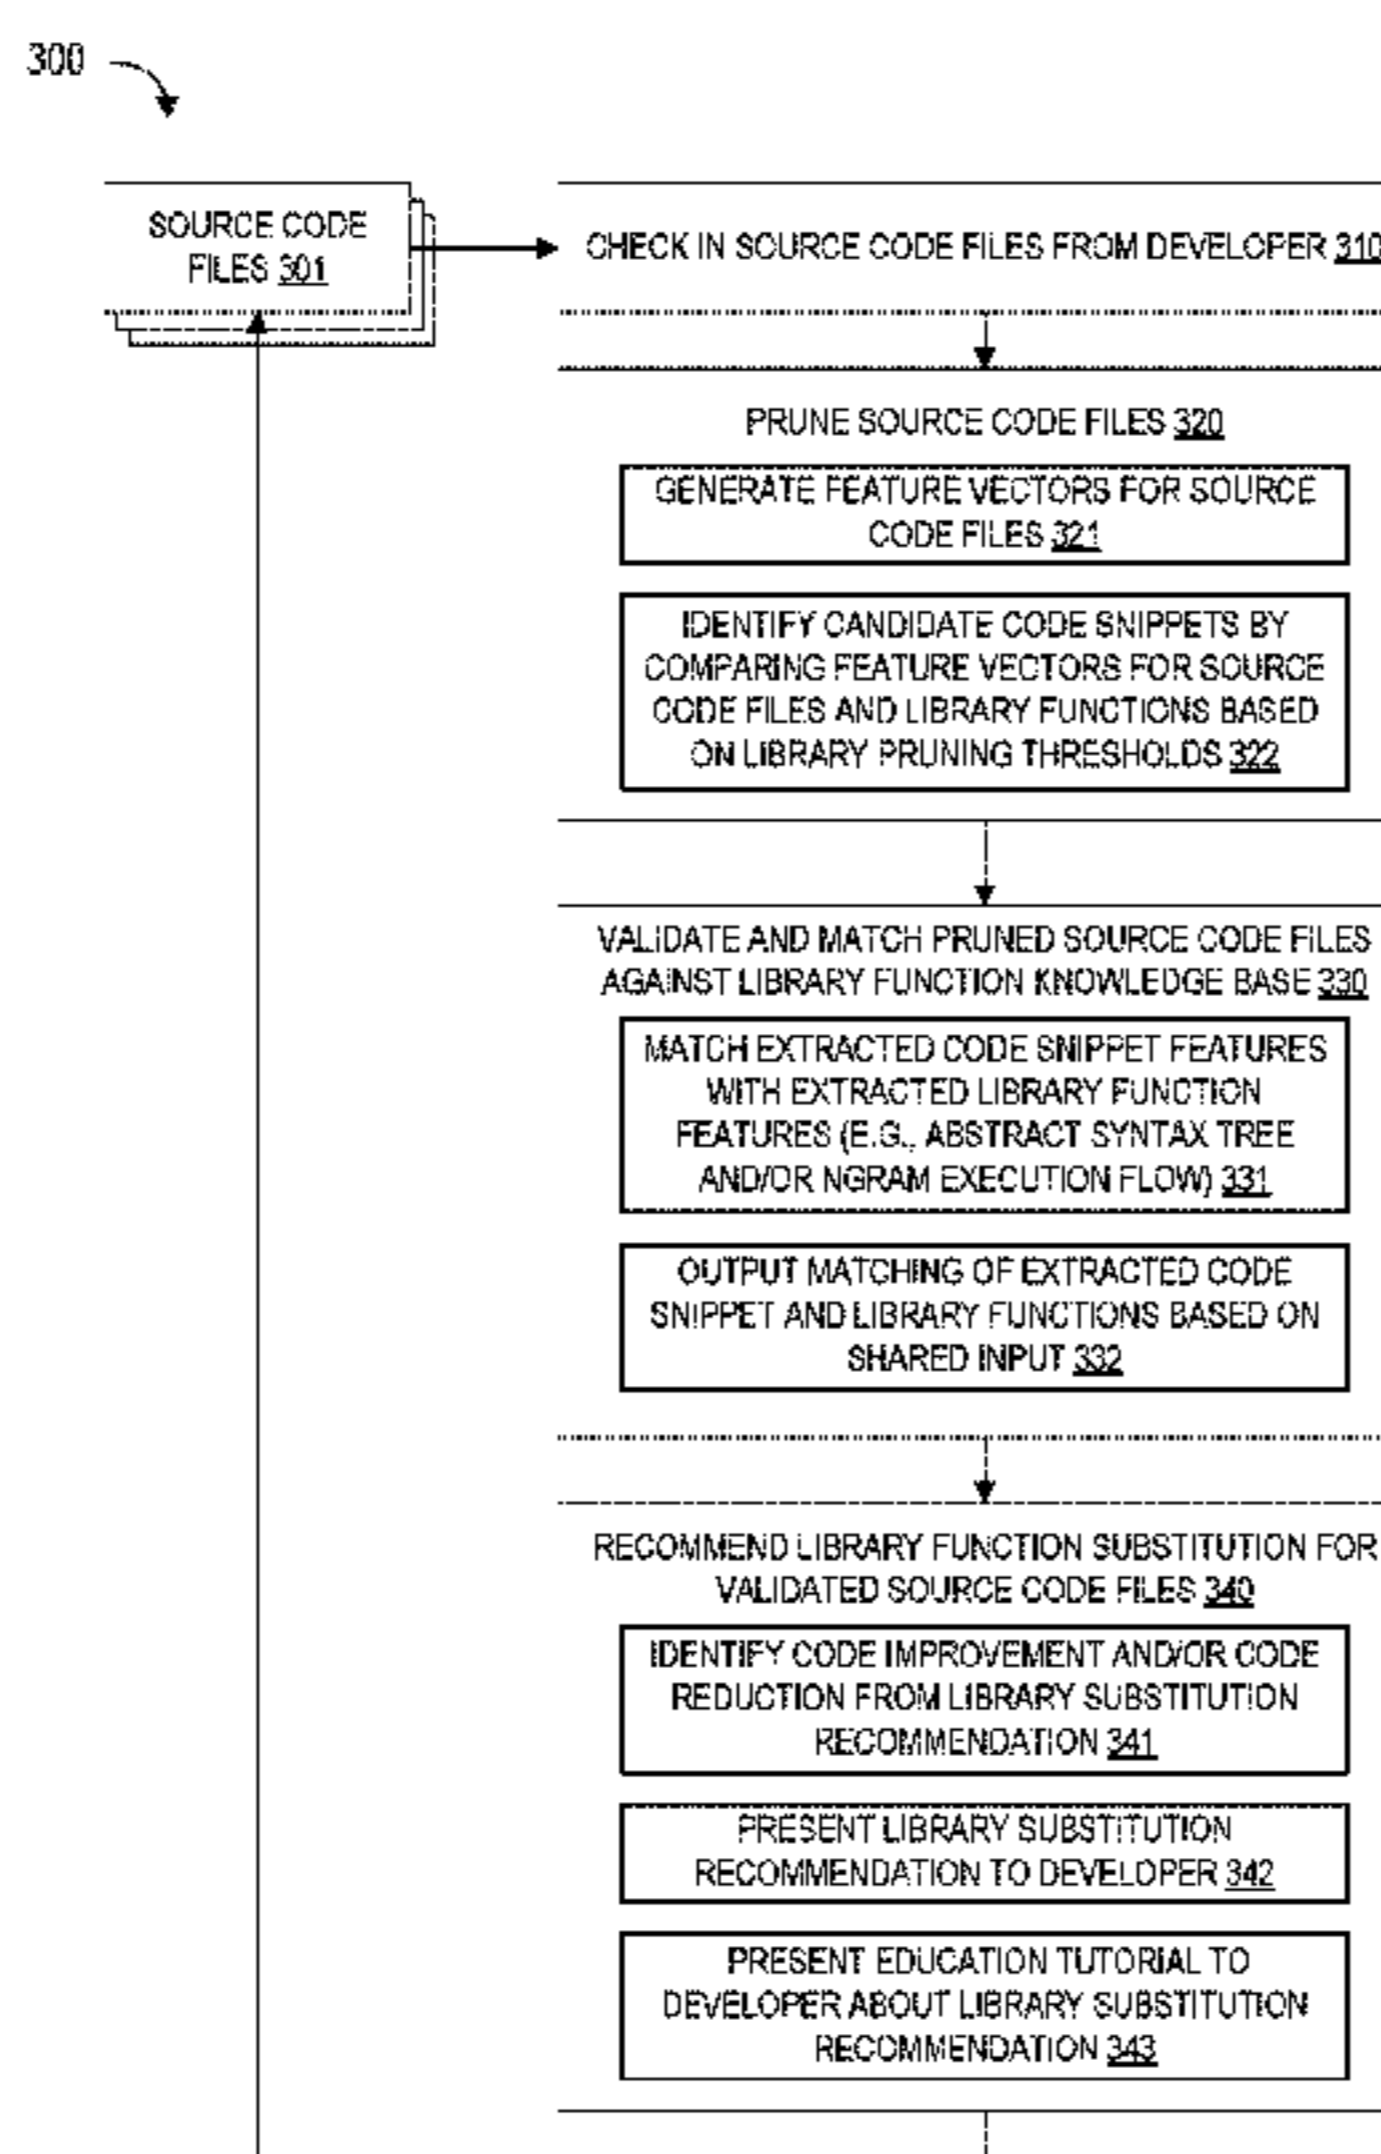 300
SOURCE CODE
FILES 301
CHECK IN SOURCE CODE FILES FROM DEVELOPER 310
PRUNE SOURCE CODE FILES 320
GENERATE FEATURE VECTORS FOR SOURCE
CODE FILES 321
IDENTIFY CANDIDATE CODE SNIPPETS BY
COMPARING FEATURE VECTORS FOR SOURCE
CODE FILES AND LIBRARY FUNCTIONS BASED
ON LIBRARY PRUNING THRESHOLDS 322
VALIDATE AND MATCH PRUNED SOURCE CODE FILES
AGAINST LIBRARY FUNCTION KNOWLEDGE BASE 330
MATCH EXTRACTED CODE SNIPPET FEATURES
WITH EXTRACTED LIBRARY FUNCTION
FEATURES (E.G., ABSTRACT SYNTAX TREE
AND/OR NGRAM EXECUTION FLOW) 331
OUTPUT MATCHING OF EXTRACTED CODE
SNIPPET AND LIBRARY FUNCTIONS BASED ON
SHARED INPUT 332
RECOMMEND LIBRARY FUNCTION SUBSTITUTION FOR
VALIDATED SOURCE CODE FILES 340
IDENTIFY CODE IMPROVEMENT AND/OR CODE
REDUCTION FROM LIBRARY SUBSTITUTION
RECOMMENDATION 341
PRESENT LIBRARY SUBSTITUTION
RECOMMENDATION TO DEVELOPER 342
PRESENT EDUCATION TUTORIAL TO
DEVELOPER ABOUT LIBRARY SUBSTITUTION
RECOMMENDATION 343